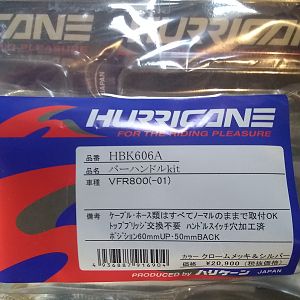 CANE
RIDING PLEASURE
HURRICANE
FOR THE RIDING PLEASURE
品番 HBK606A
品名 バーハンドルkit
車種 VFR800(-01)
備考 ケーブル・ホース類はすべてノーマルのままで取付OK
トップブリッジ交換不要 ハンドルスイッチ穴加工済
ポジション60mmUP・50mmBACK
カラー クロームメッキ&シルバー
¥20,900 (税抜価格)
PRODUCED by ハリケーン JAPAN